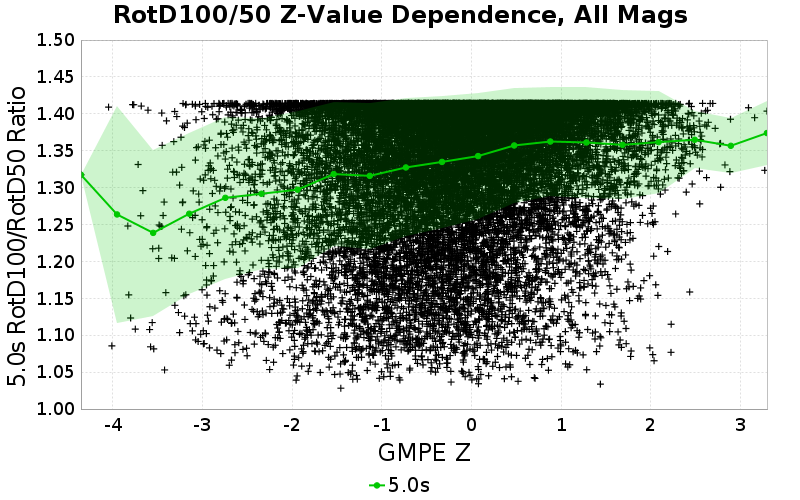 RotD100/50 Z-Value Dependence, All Mags
5.0s RotD100/RotD50 Ratio
1.50
1.45
1.40
1.35
1.30
1.25
1.20
1.15
1.10
1.05
1.00
-4 -3 -2 -1 0 1 2 3
GMPE Z
5.0s